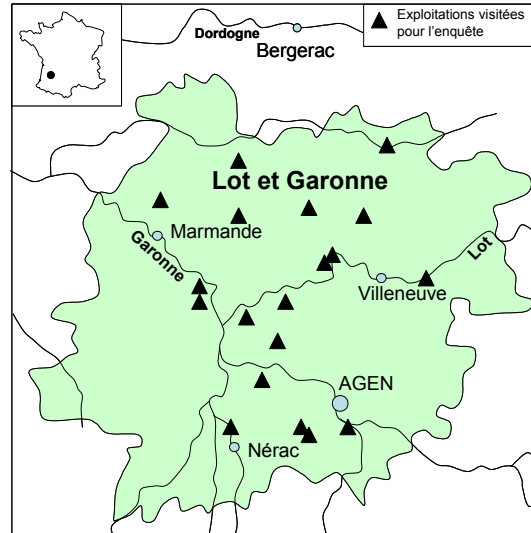 Dordogne
Bergerac
Exploitations visitées
pour l'enquête
Lot et Garonne
Marmande
Garonne
Lot
Villeneuve
AGEN
Nérac